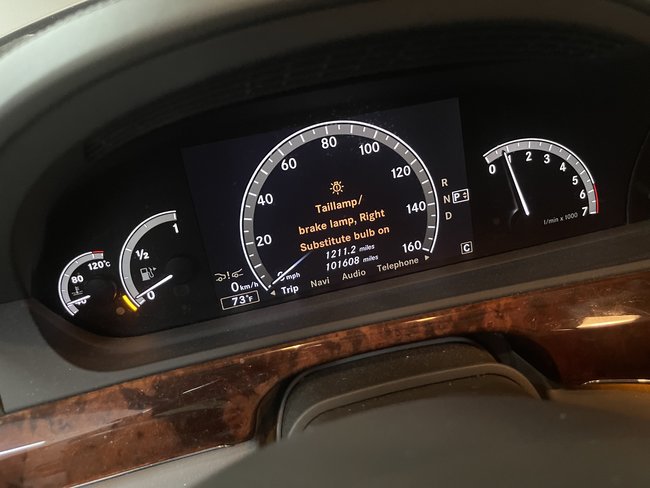 80 120°C
40
1
½
0
0 km/h
73°F
20 40 60 80 100 120 140 160
Taillamp/
brake lamp, Right
Substitute bulb on
1211.2 miles
101608 miles
mph
Trip Navi Audio Telephone
R
N P
D
C
0 1 2 3 4 5 6 7
l/min x 1000